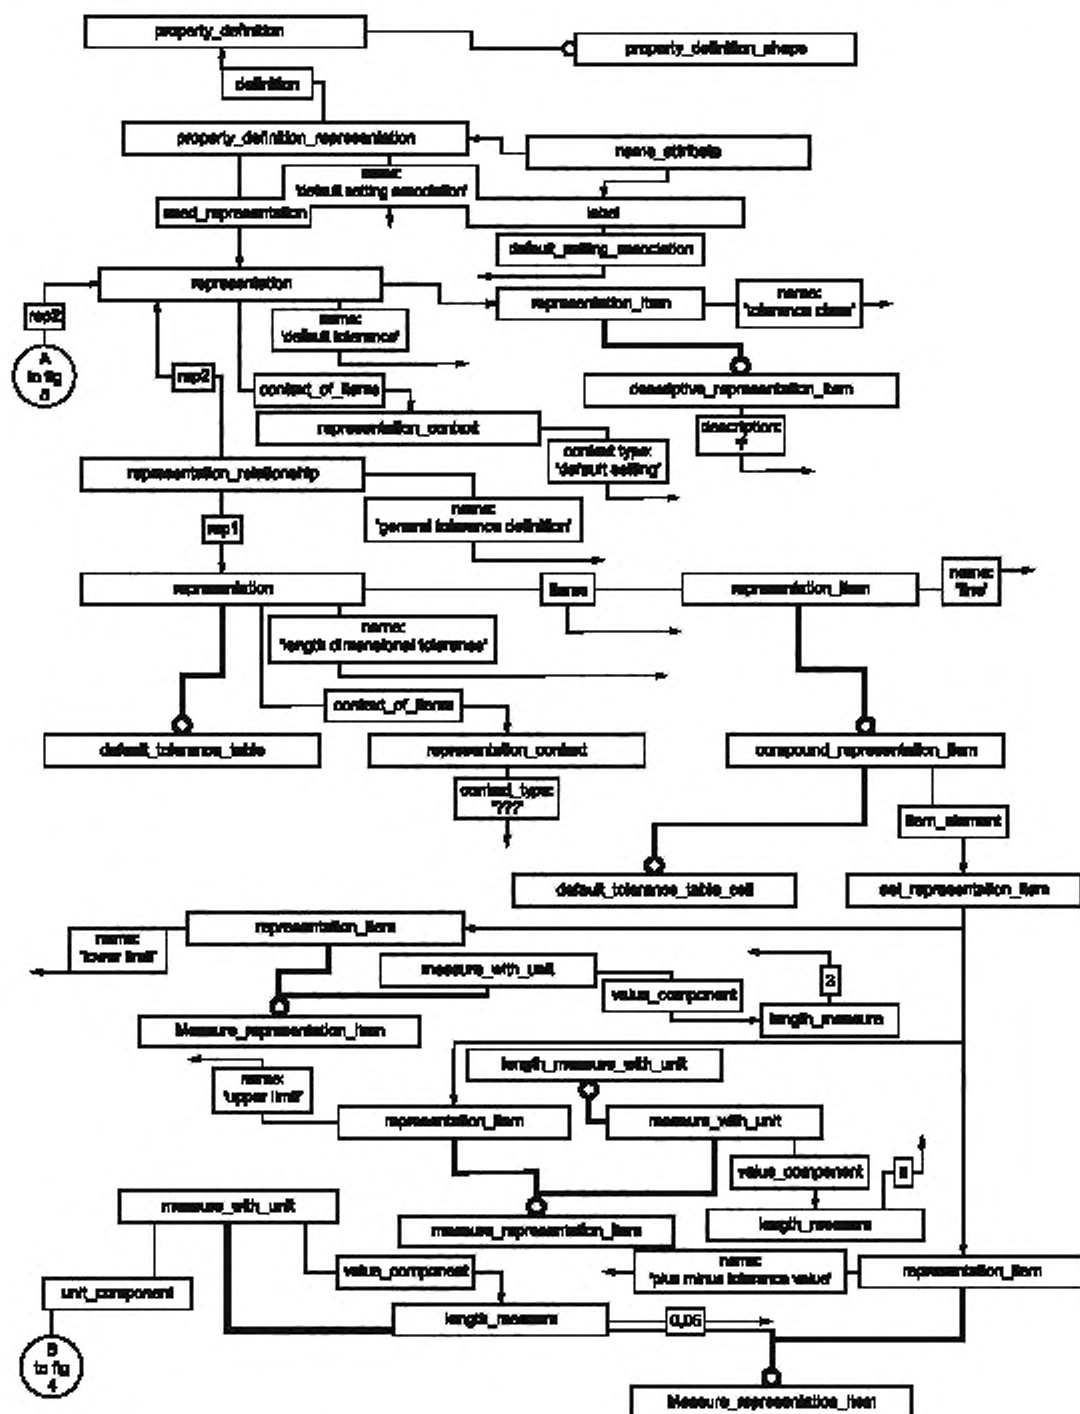 property_definition
property_definition_shape
definition
property_definition_representation
name_attribute
name:
'default setting association'
used_representation
label
default_setting_association
representation
representation_item
name:
'tolerance class'
rep2
name:
'default tolerance'
A
to fig
rep2
context_of_items
descriptive_representation_item
representation_context
description:
context type:
'default setting'
representation_relationship
name:
'general tolerance definition'
rep1
representation
items
representation_item
name:
'fine'
name:
'length dimensional tolerance'
context_of_items
default_tolerance_table
representation_context
compound_representation_item
context_type:
'???'
item_element
default_tolerance_table_cell
set_representation_item
representation_item
name:
'lower limit'
measure_with_unit
value_component
length_measure
Measure_representation_item
length_measure_with_unit
name:
'upper limit'
representation_item
measure_with_unit
value_component
measure_with_unit
measure_representation_item
length_measure
name:
'plus minus tolerance value'
representation_item
value_component
unit_component
length_measure
0,05
B
to fig
4
Measure_representation_item